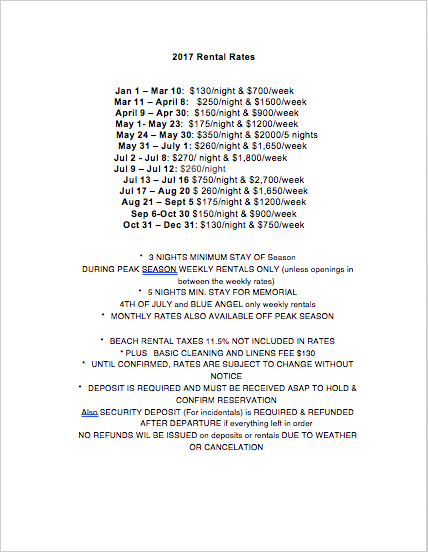 2017 Rental Rates
Jan 1 – Mar 10: $130/night & $700/week
Mar 11 – April 8: $250/night & $1500/week
April 9 – Apr 30: $150/night & $900/week
May 1- May 23: $175/night & $1200/week
May 24 – May 30: $350/night & $2000/5 nights
May 31 – July 1: $260/night & $1,650/week
Jul 2 - Jul 8: $270/ night & $1,800/week
Jul 9 – Jul 12: $260/night
Jul 13 – Jul 16 $750/night & $2,700/week
Jul 17 – Aug 20 $ 260/night & $1,650/week
Aug 21 – Sept 5 $175/night & $1200/week
Sep 6-Oct 30 $150/night & $900/week
Oct 31 – Dec 31: $130/night & $750/week
* 3 NIGHTS MINIMUM STAY OF Season
DURING PEAK SEASON WEEKLY RENTALS ONLY (unless openings in
between the weekly rates)
* 5 NIGHTS MIN. STAY FOR MEMORIAL
4TH OF JULY and BLUE ANGEL only weekly rentals
* MONTHLY RATES ALSO AVAILABLE OFF PEAK SEASON
* BEACH RENTAL TAXES 11.5% NOT INCLUDED IN RATES
* PLUS BASIC CLEANING AND LINENS FEE $130
* UNTIL CONFIRMED, RATES ARE SUBJECT TO CHANGE WITHOUT
NOTICE
* DEPOSIT IS REQUIRED AND MUST BE RECEIVED ASAP TO HOLD &
CONFIRM RESERVATION
Also SECURITY DEPOSIT (For incidentals) is REQUIRED & REFUNDED
AFTER DEPARTURE if everything left in order
NO REFUNDS WIL BE ISSUED on deposits or rentals DUE TO WEATHER
OR CANCELATION